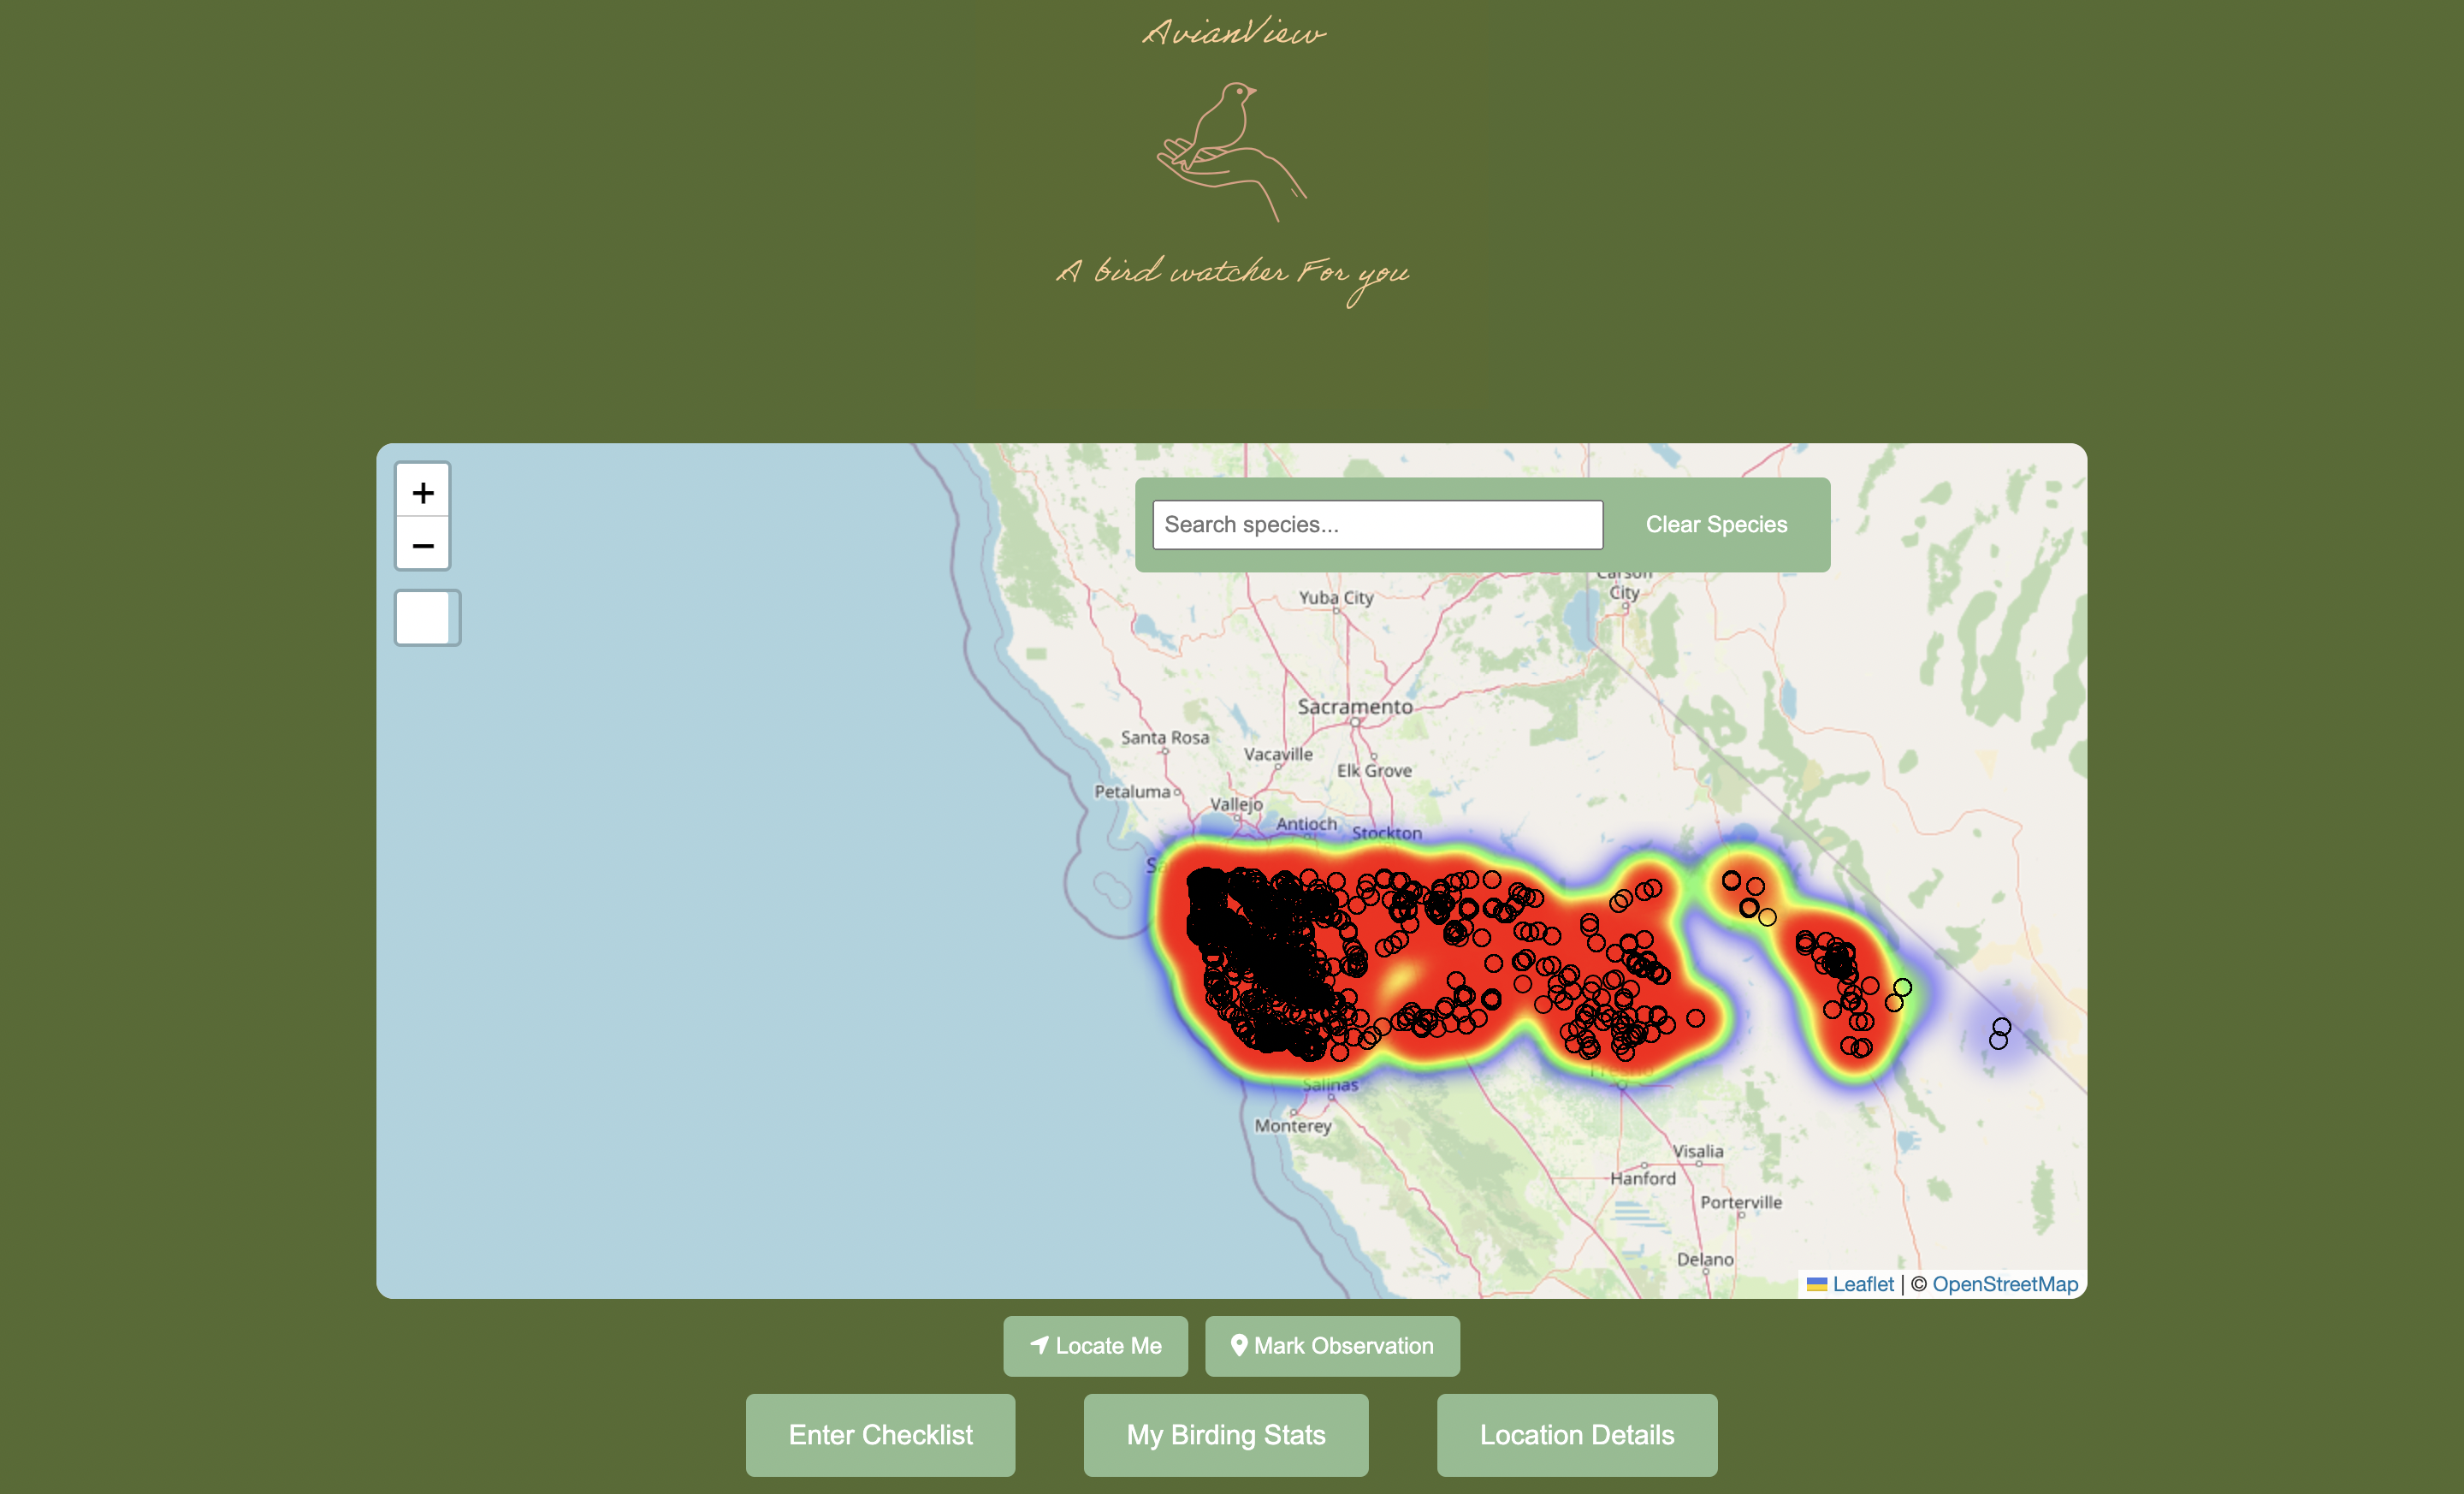 AvianView
A bird watcher For you
+
−
Search species...
Clear Species
Carson
City
Yuba City
Sacramento
Santa Rosa
Vacaville
Elk Grove
Petaluma
Vallejo
Antioch
Stockton
Fresno
Salinas
Monterey
Visalia
Hanford
Porterville
Delano
Leaflet | © OpenStreetMap
Locate Me
Mark Observation
Enter Checklist
My Birding Stats
Location Details